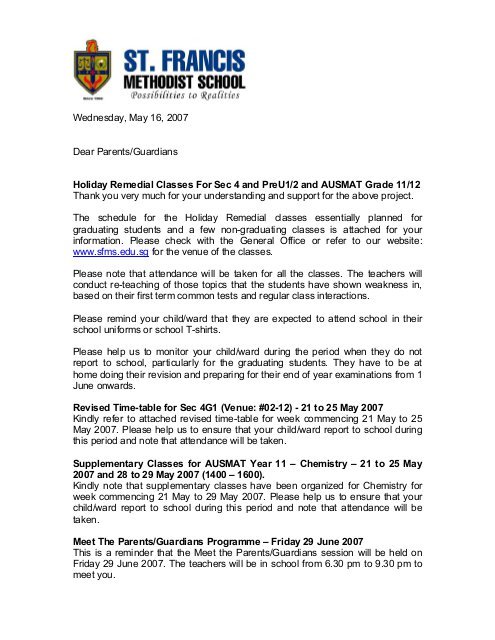 ST. FRANCIS
METHODIST SCHOOL
Possibilities to Realities
Wednesday, May 16, 2007
Dear Parents/Guardians
Holiday Remedial Classes For Sec 4 and PreU1/2 and AUSMAT Grade 11/12
Thank you very much for your understanding and support for the above project.
The schedule for the Holiday Remedial classes essentially planned for
graduating students and a few non-graduating classes is attached for your
information. Please check with the General Office or refer to our website:
www.sfms.edu.sg for the venue of the classes.
Please note that attendance will be taken for all the classes. The teachers will
conduct re-teaching of those topics that the students have shown weakness in,
based on their first term common tests and regular class interactions.
Please remind your child/ward that they are expected to attend school in their
school uniforms or school T-shirts.
Please help us to monitor your child/ward during the period when they do not
report to school, particularly for the graduating students. They have to be at
home doing their revision and preparing for their end of year examinations from 1
June onwards.
Revised Time-table for Sec 4G1 (Venue: #02-12) - 21 to 25 May 2007
Kindly refer to attached revised time-table for week commencing 21 May to 25
May 2007. Please help us to ensure that your child/ward report to school during
this period and note that attendance will be taken.
Supplementary Classes for AUSMAT Year 11 – Chemistry – 21 to 25 May
2007 and 28 to 29 May 2007 (1400 – 1600).
Kindly note that supplementary classes have been organized for Chemistry for
week commencing 21 May to 29 May 2007. Please help us to ensure that your
child/ward report to school during this period and note that attendance will be
taken.
Meet The Parents/Guardians Programme – Friday 29 June 2007
This is a reminder that the Meet the Parents/Guardians session will be held on
Friday 29 June 2007. The teachers will be in school from 6.30 pm to 9.30 pm to
meet you.